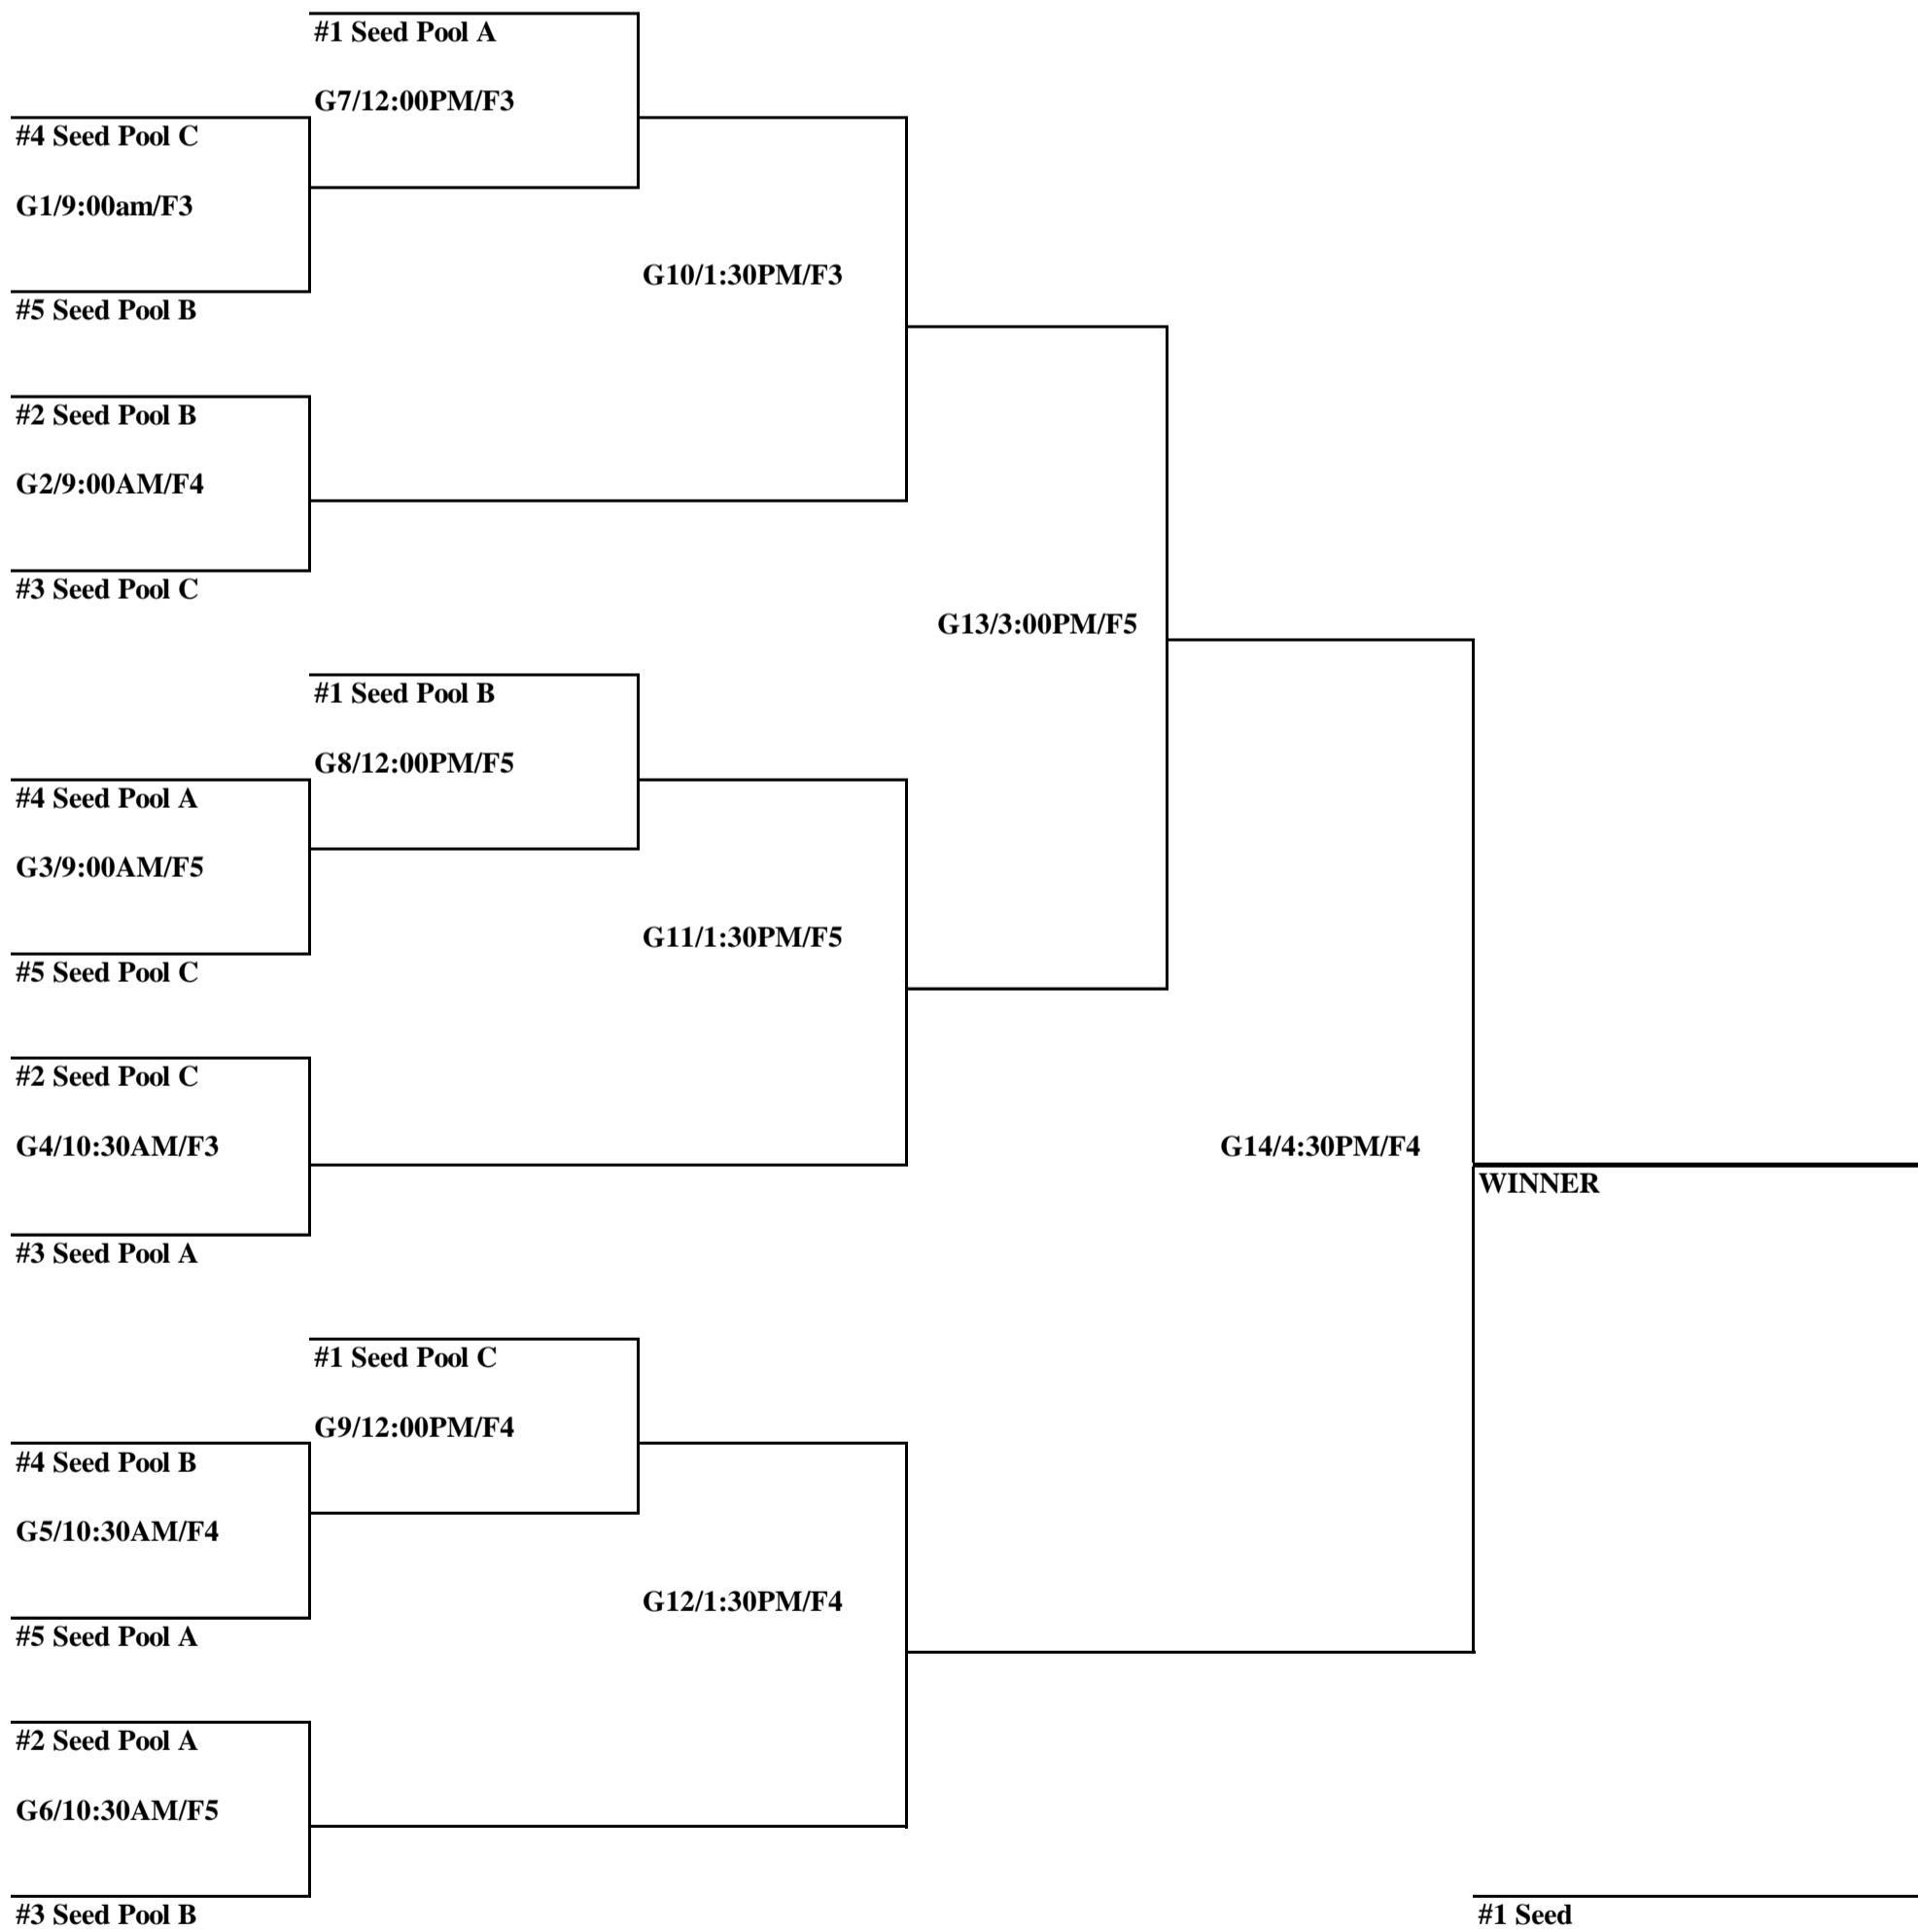 #1 Seed Pool A
G7/12:00PM/F3
#4 Seed Pool C
G1/9:00am/F3
G10/1:30PM/F3
#5 Seed Pool B
#2 Seed Pool B
G2/9:00AM/F4
#3 Seed Pool C
G13/3:00PM/F5
#1 Seed Pool B
G8/12:00PM/F5
#4 Seed Pool A
G3/9:00AM/F5
G11/1:30PM/F5
#5 Seed Pool C
#2 Seed Pool C
G4/10:30AM/F3
G14/4:30PM/F4
WINNER
#3 Seed Pool A
#1 Seed Pool C
G9/12:00PM/F4
#4 Seed Pool B
G5/10:30AM/F4
G12/1:30PM/F4
#5 Seed Pool A
#2 Seed Pool A
G6/10:30AM/F5
#3 Seed Pool B
#1 Seed